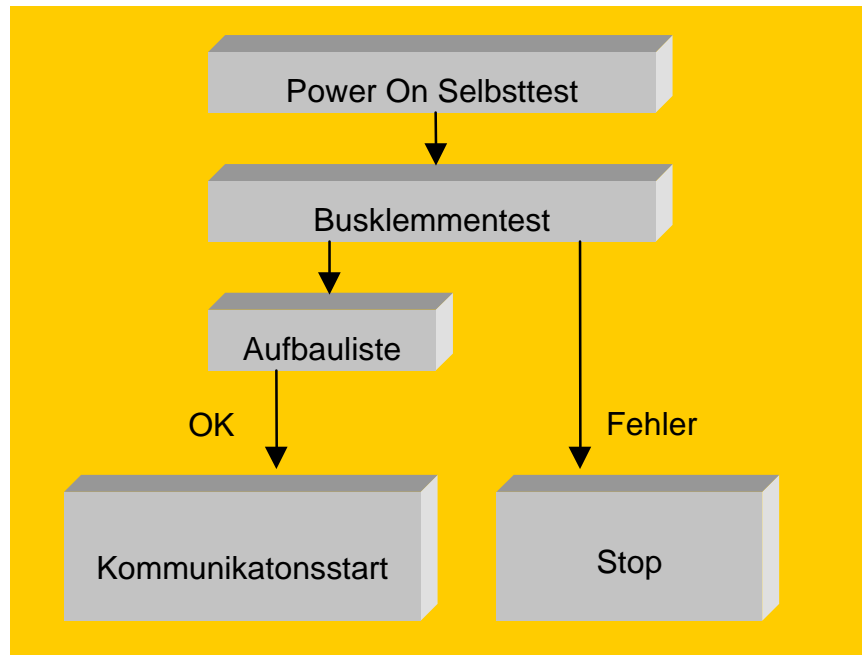 Power On Selbsttest
Busklemmentest
Aufbauliste
OK
Fehler
Kommunikatonsstart
Stop